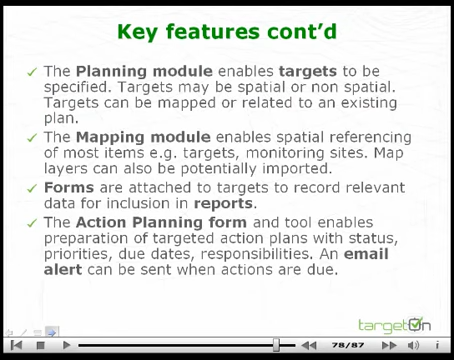 Key features cont'd
The Planning module enables targets to be
specified. Targets may be spatial or non spatial.
Targets can be mapped or related to an existing
plan.
The Mapping module enables spatial referencing
of most items e.g. targets, monitoring sites. Map
layers can also be potentially imported.
Forms are attached to targets to record relevant
data for inclusion in reports.
The Action Planning form and tool enables
preparation of targeted action plans with status,
priorities, due dates, responsibilities. An email
alert can be sent when actions are due.
targetOn
78/87
i